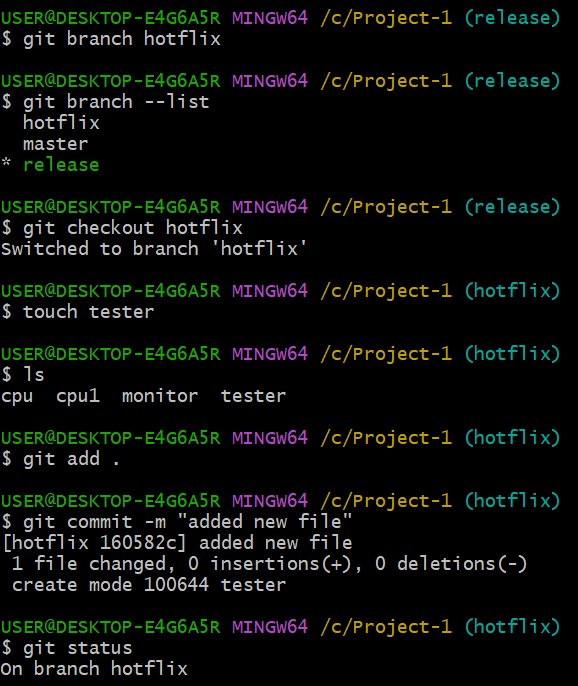 USER@DESKTOP-E4G6A5R MINGW64 /c/Project-1 (release)
$ git branch hotflix
USER@DESKTOP-E4G6A5R MINGW64 /c/Project-1 (release)
$ git branch --list
  hotflix
  master
* release
USER@DESKTOP-E4G6A5R MINGW64 /c/Project-1 (release)
$ git checkout hotflix
Switched to branch 'hotflix'
USER@DESKTOP-E4G6A5R MINGW64 /c/Project-1 (hotflix)
$ touch tester
USER@DESKTOP-E4G6A5R MINGW64 /c/Project-1 (hotflix)
$ ls
cpu  cpu1  monitor  tester
USER@DESKTOP-E4G6A5R MINGW64 /c/Project-1 (hotflix)
$ git add .
USER@DESKTOP-E4G6A5R MINGW64 /c/Project-1 (hotflix)
$ git commit -m "added new file"
[hotflix 160582c] added new file
 1 file changed, 0 insertions(+), 0 deletions(-)
 create mode 100644 tester
USER@DESKTOP-E4G6A5R MINGW64 /c/Project-1 (hotflix)
$ git status
On branch hotflix